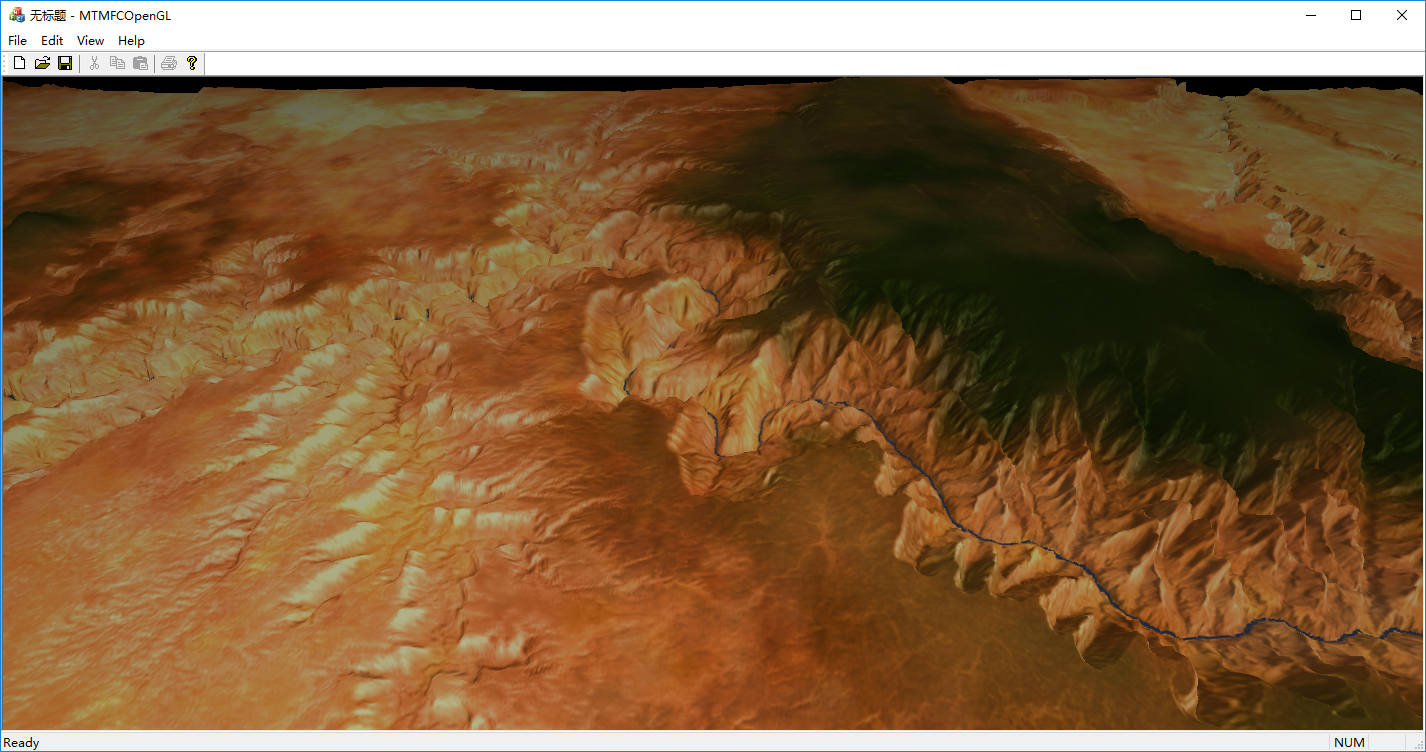 无标题 - MTMFCOpenGL
File Edit View Help
Ready NUM